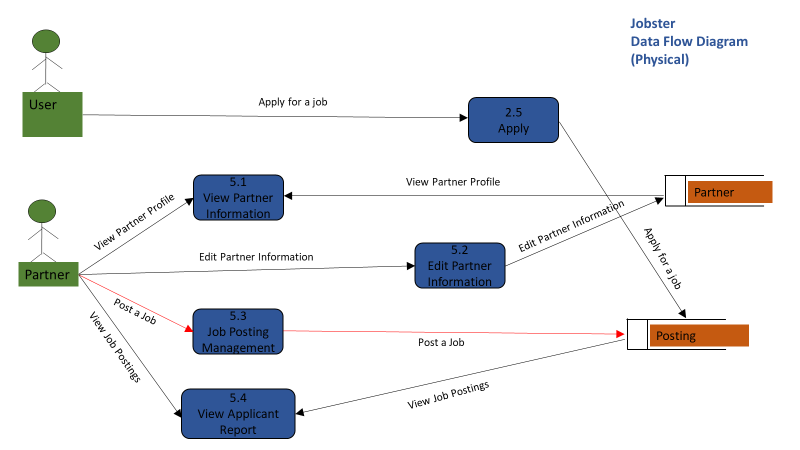 Jobster
Data Flow Diagram
(Physical)
User
Apply for a job
2.5
Apply
5.1
View Partner
Information
View Partner Profile
Partner
View Partner Profile
Edit Partner Information
Apply for a job
Partner
Edit Partner Information
5.2
Edit Partner
Information
Post a Job
5.3
Job Posting
Management
Post a Job
Posting
View Job Postings
5.4
View Applicant
Report
View Job Postings